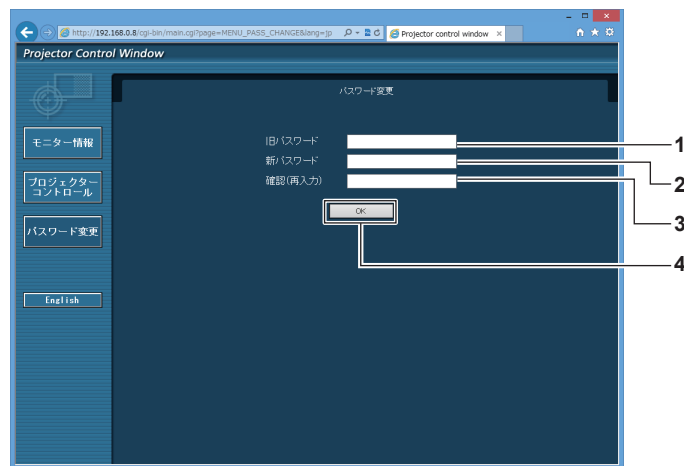 http://192.168.0.8/cgi-bin/main.cgi?page=MENU_PASS_CHANGE&lang=jp
Projector control window
Projector Control Window
パスワード変更
モニター情報
プロジェクター
コントロール
パスワード変更
English
旧パスワード
新パスワード
確認(再入力)
OK
1
2
3
4